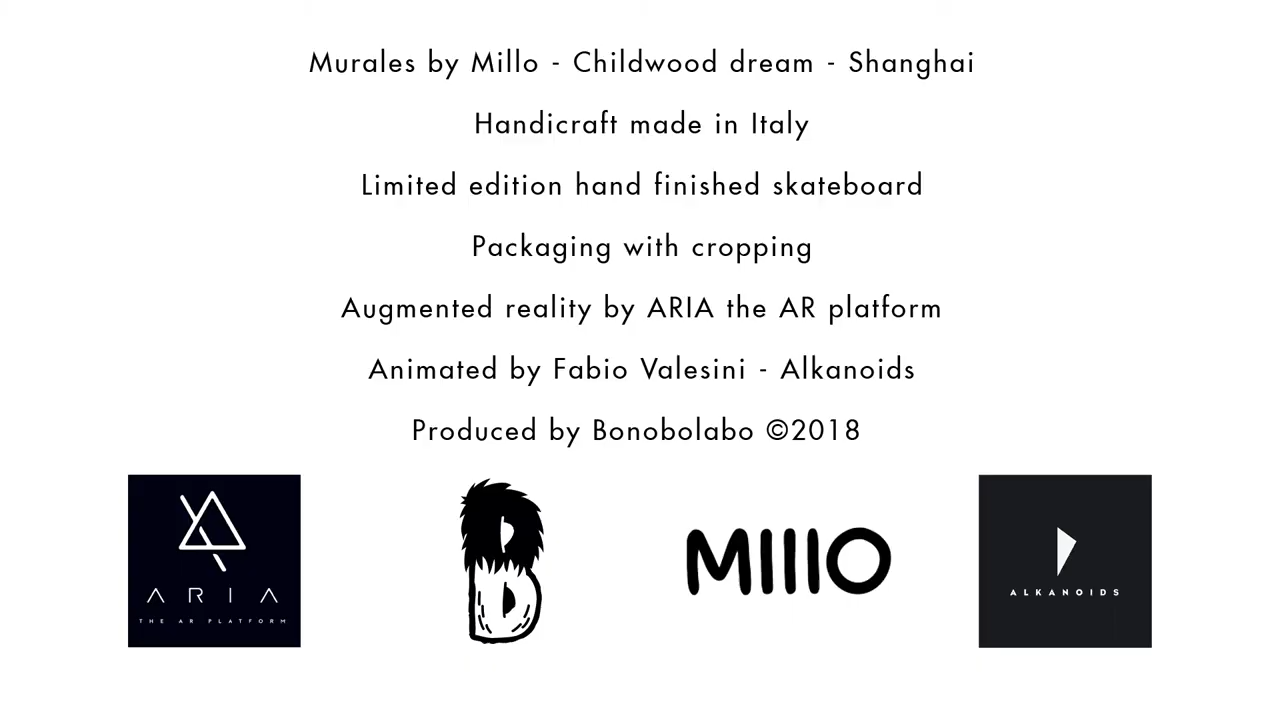 Murales by Millo - Childwood dream - Shanghai
Handicraft made in Italy
Limited edition hand finished skateboard
Packaging with cropping
Augmented reality by ARIA the AR platform
Animated by Fabio Valesini - Alkanoids
Produced by Bonobolabo ©2018
ARIA
THE AR PLATFORM
B
MIllO
ALKANOIDS